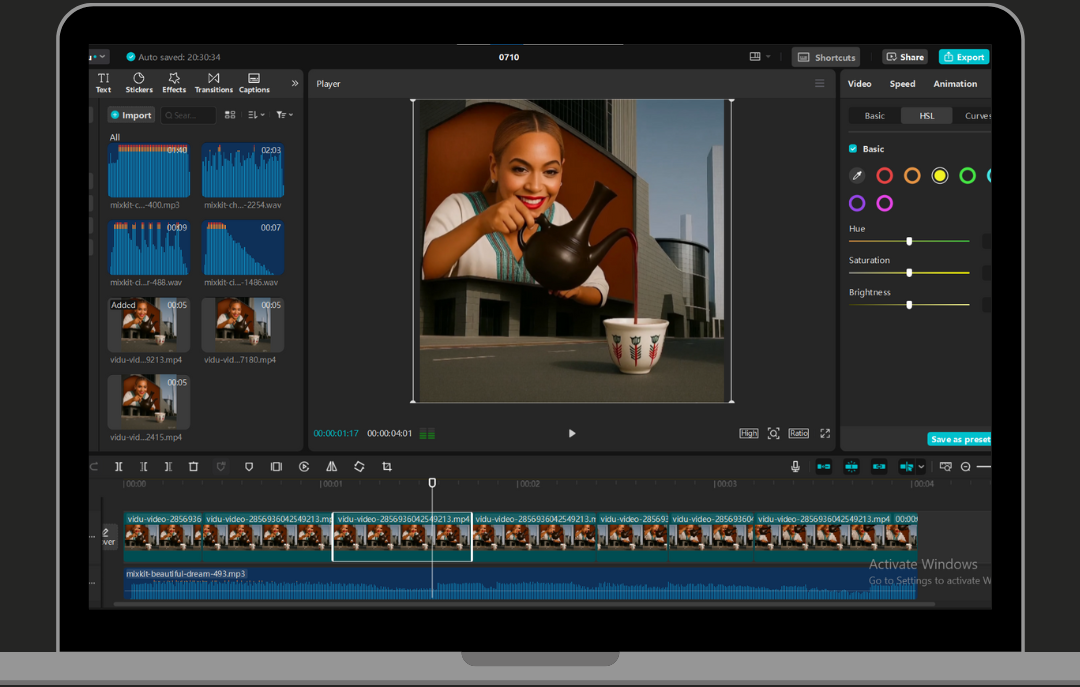 Auto saved: 20:30:34
0710
Shortcuts
Share
Export
Text
Stickers
Effects
Transitions
Captions
»
Player
Video
Speed
Animation
Import
Sear...
Basic
HSL
Curves
All
Basic
01:40
02:03
mixkit-c...-400.mp3
mixkit-ch...-2254.wav
Hue
00:09
00:07
Saturation
mixkit-ci...r-488.wav
mixkit-ci...-1486.wav
Brightness
Added
00:05
00:05
vidu-vid...9213.mp4
vidu-vid...7180.mp4
00:05
vidu-vid...2415.mp4
00:00:01:17
00:00:04:01
High
Ratio
Save as preset
00:00
00:01
00:02
00:03
00:04
vidu-video-2856936
vidu-video-2856936042549213.mp
vidu-video-2856936042549213.mp4
vidu-video-2856936042549213.m
vidu-video-285693
vidu-video-285693604
vidu-video-2856936042549213.mp4
00:00:
ver
mixkit-beautiful-dream-493.mp3
Activate Windows
Go to Settings to activate W